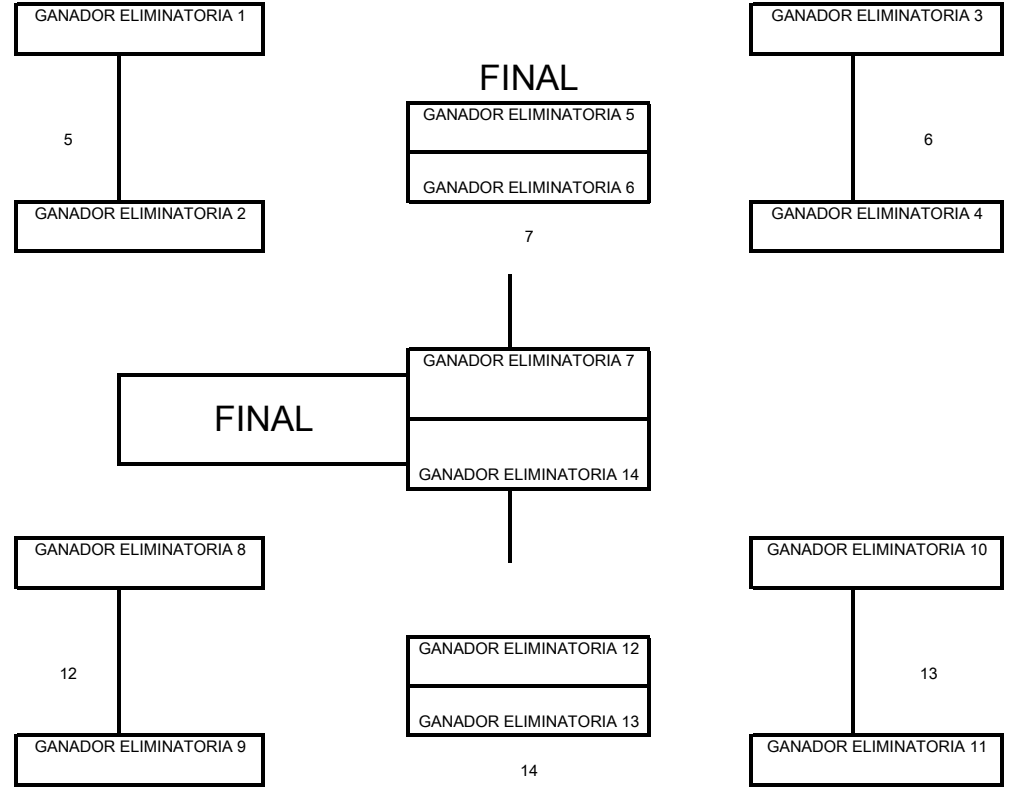 GANADOR ELIMINATORIA 1
GANADOR ELIMINATORIA 3
FINAL
GANADOR ELIMINATORIA 5
5
6
GANADOR ELIMINATORIA 6
GANADOR ELIMINATORIA 2
GANADOR ELIMINATORIA 4
7
GANADOR ELIMINATORIA 7
FINAL
GANADOR ELIMINATORIA 14
GANADOR ELIMINATORIA 8
GANADOR ELIMINATORIA 10
GANADOR ELIMINATORIA 12
12
13
GANADOR ELIMINATORIA 13
GANADOR ELIMINATORIA 9
GANADOR ELIMINATORIA 11
14